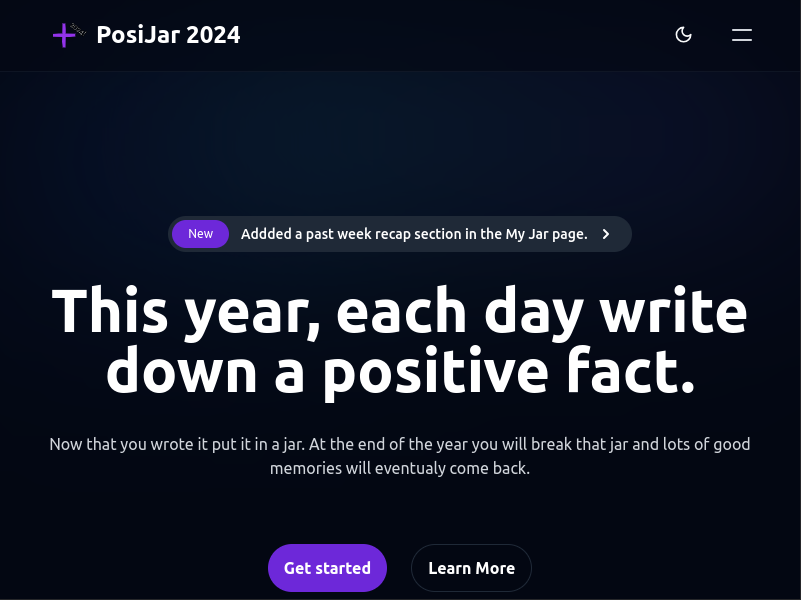 PosiJar 2024
New Addded a past week recap section in the My Jar page.
This year, each day write
down a positive fact.
Now that you wrote it put it in a jar. At the end of the year you will break that jar and lots of good
memories will eventualy come back.
Get started Learn More